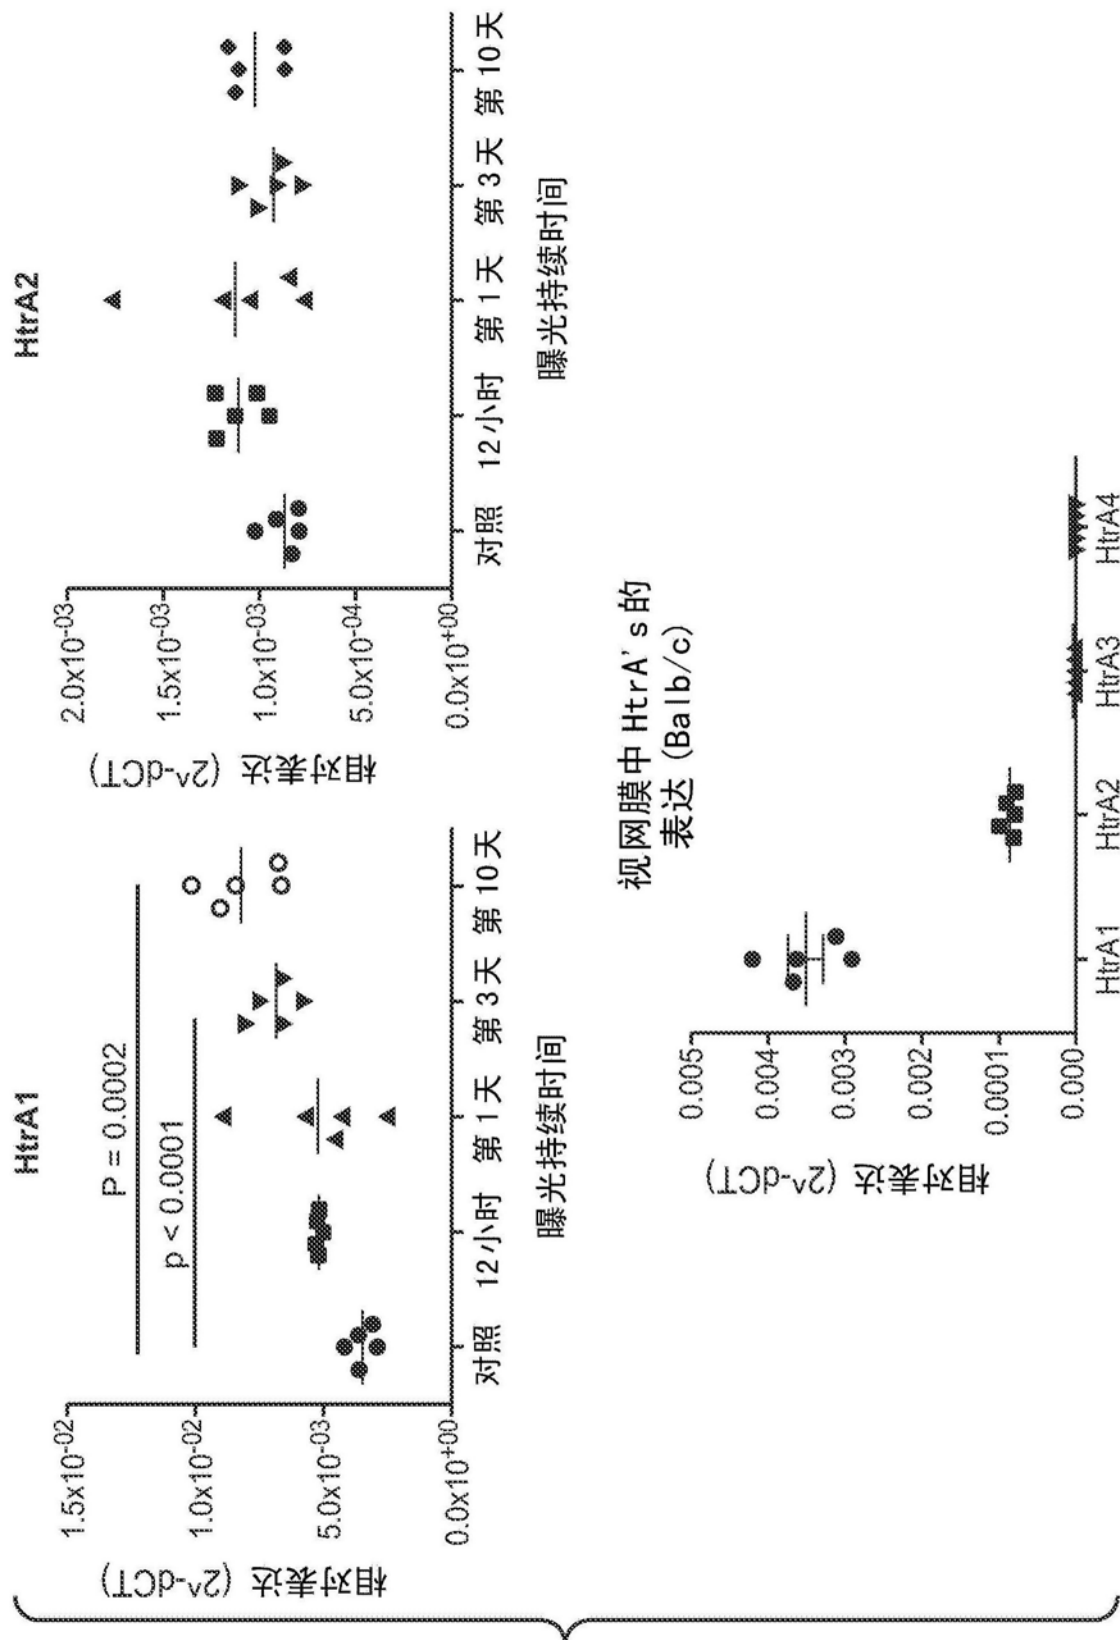 HtrA1
相对表达 (2^-dCT)
1.5x10-02
1.0x10-02
5.0x10-03
0.0x10+00
P = 0.0002
p < 0.0001
对照
12小时
第1天
第3天
第10天
曝光持续时间
HtrA2
相对表达 (2^-dCT)
2.0x10-03
1.5x10-03
1.0x10-03
5.0x10-04
0.0x10+00
对照
12小时
第1天
第3天
第10天
曝光持续时间
视网膜中 HtrA's的
表达 (Balb/c)
相对表达 (2^-dCT)
0.005
0.004
0.003
0.002
0.0001
0.000
HtrA1
HtrA2
HtrA3
HtrA4